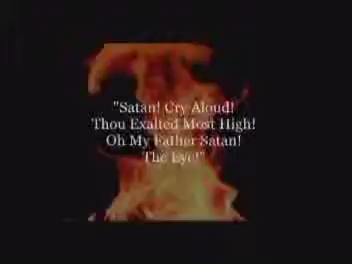 "Satan! Cry Aloud!
Thou Exalted Most High!
Oh My Father Satan!
The Eye!"